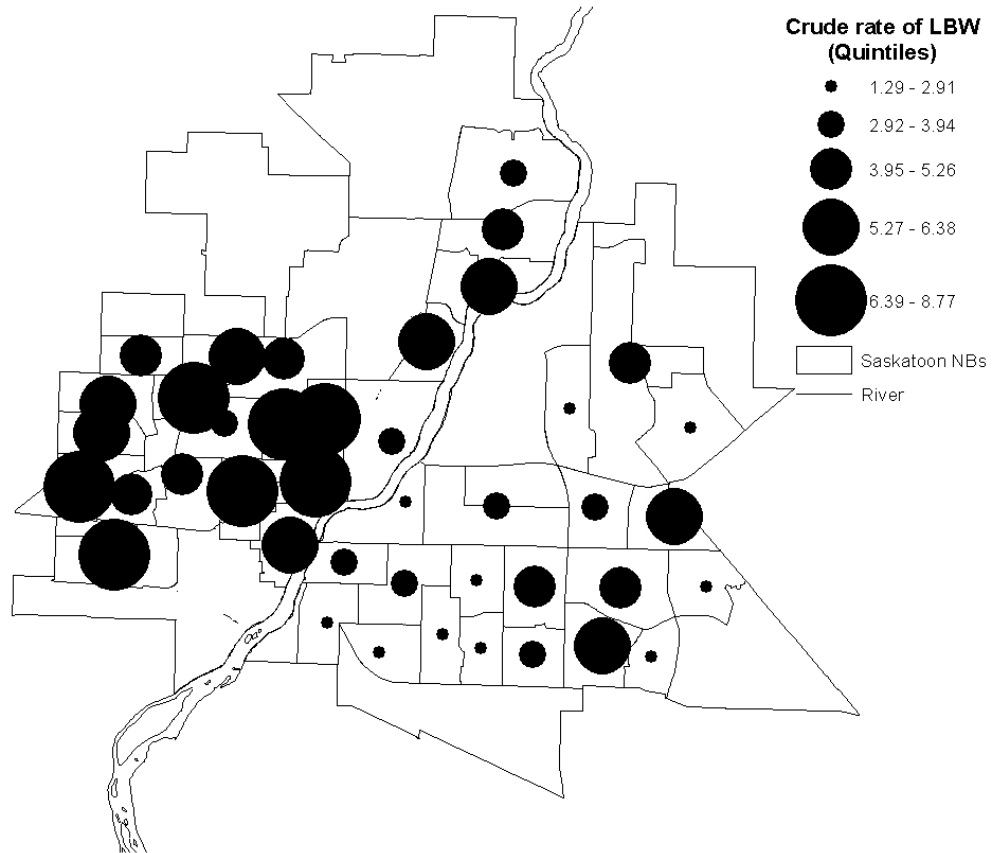 Crude rate of LBW
(Quintiles)
1.29 - 2.91
2.92 - 3.94
3.95 - 5.26
5.27 - 6.38
6.39 - 8.77
Saskatoon NBs
River